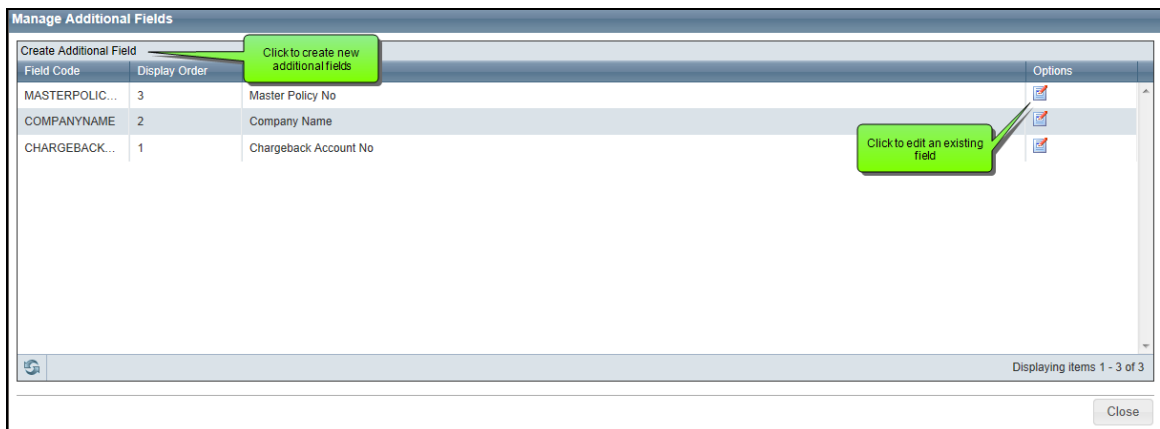 Manage Additional Fields
Create Additional Field
Click to create new
additional fields
Field Code Display Order Options
MASTERPOLIC... 3 Master Policy No
COMPANYNAME 2 Company Name
CHARGEBACK... 1 Chargeback Account No
Click to edit an existing
field
Displaying items 1 - 3 of 3
Close